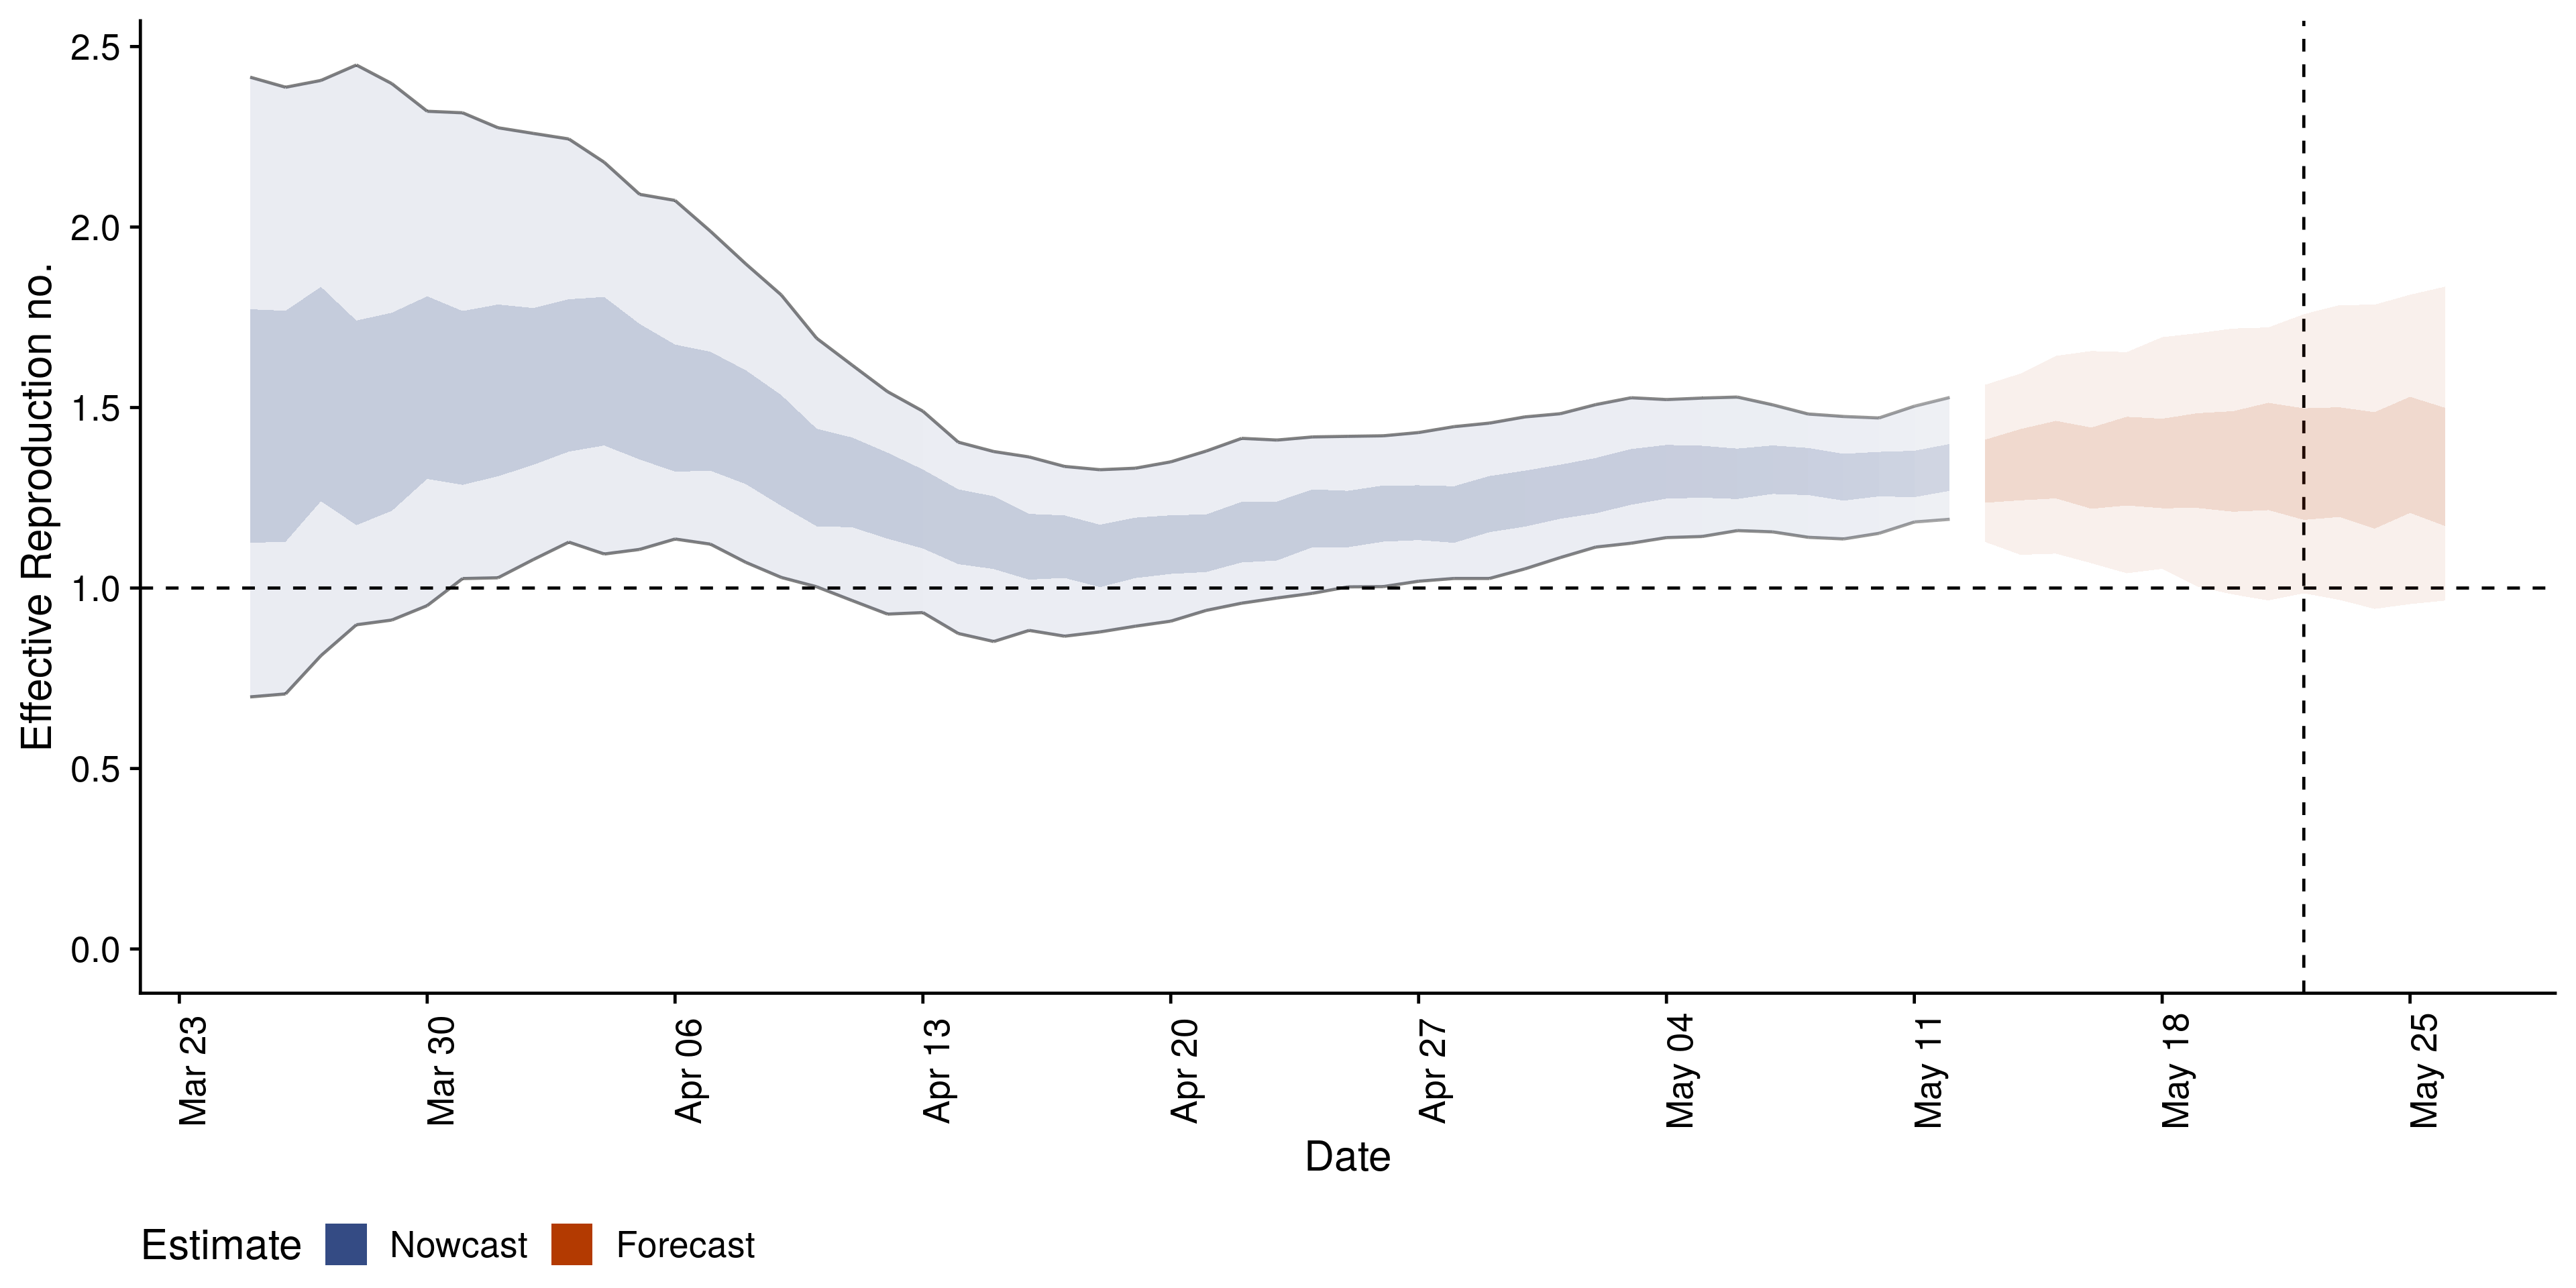 Effective Reproduction no.
2.5
2.0
1.5
1.0
0.5
0.0
Mar 23
Mar 30
Apr 06
Apr 13
Apr 20
Apr 27
May 04
May 11
May 18
May 25
Date
Estimate Nowcast Forecast